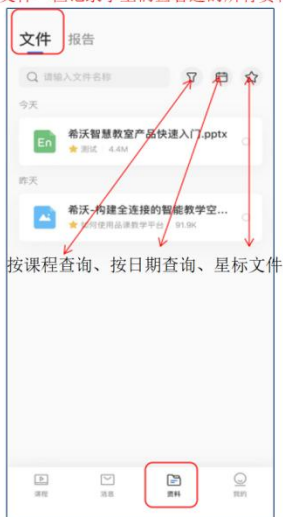 文件 报告
请输入文件名称
今天
En
希沃智慧教室产品快速入门.pptx
测试 4.4M
昨天
希沃-构建全连接的智能教学空...
如何使用品课教学平台 91.9K
按课程查询、按日期查询、星标文件
课程 消息 资料 我的